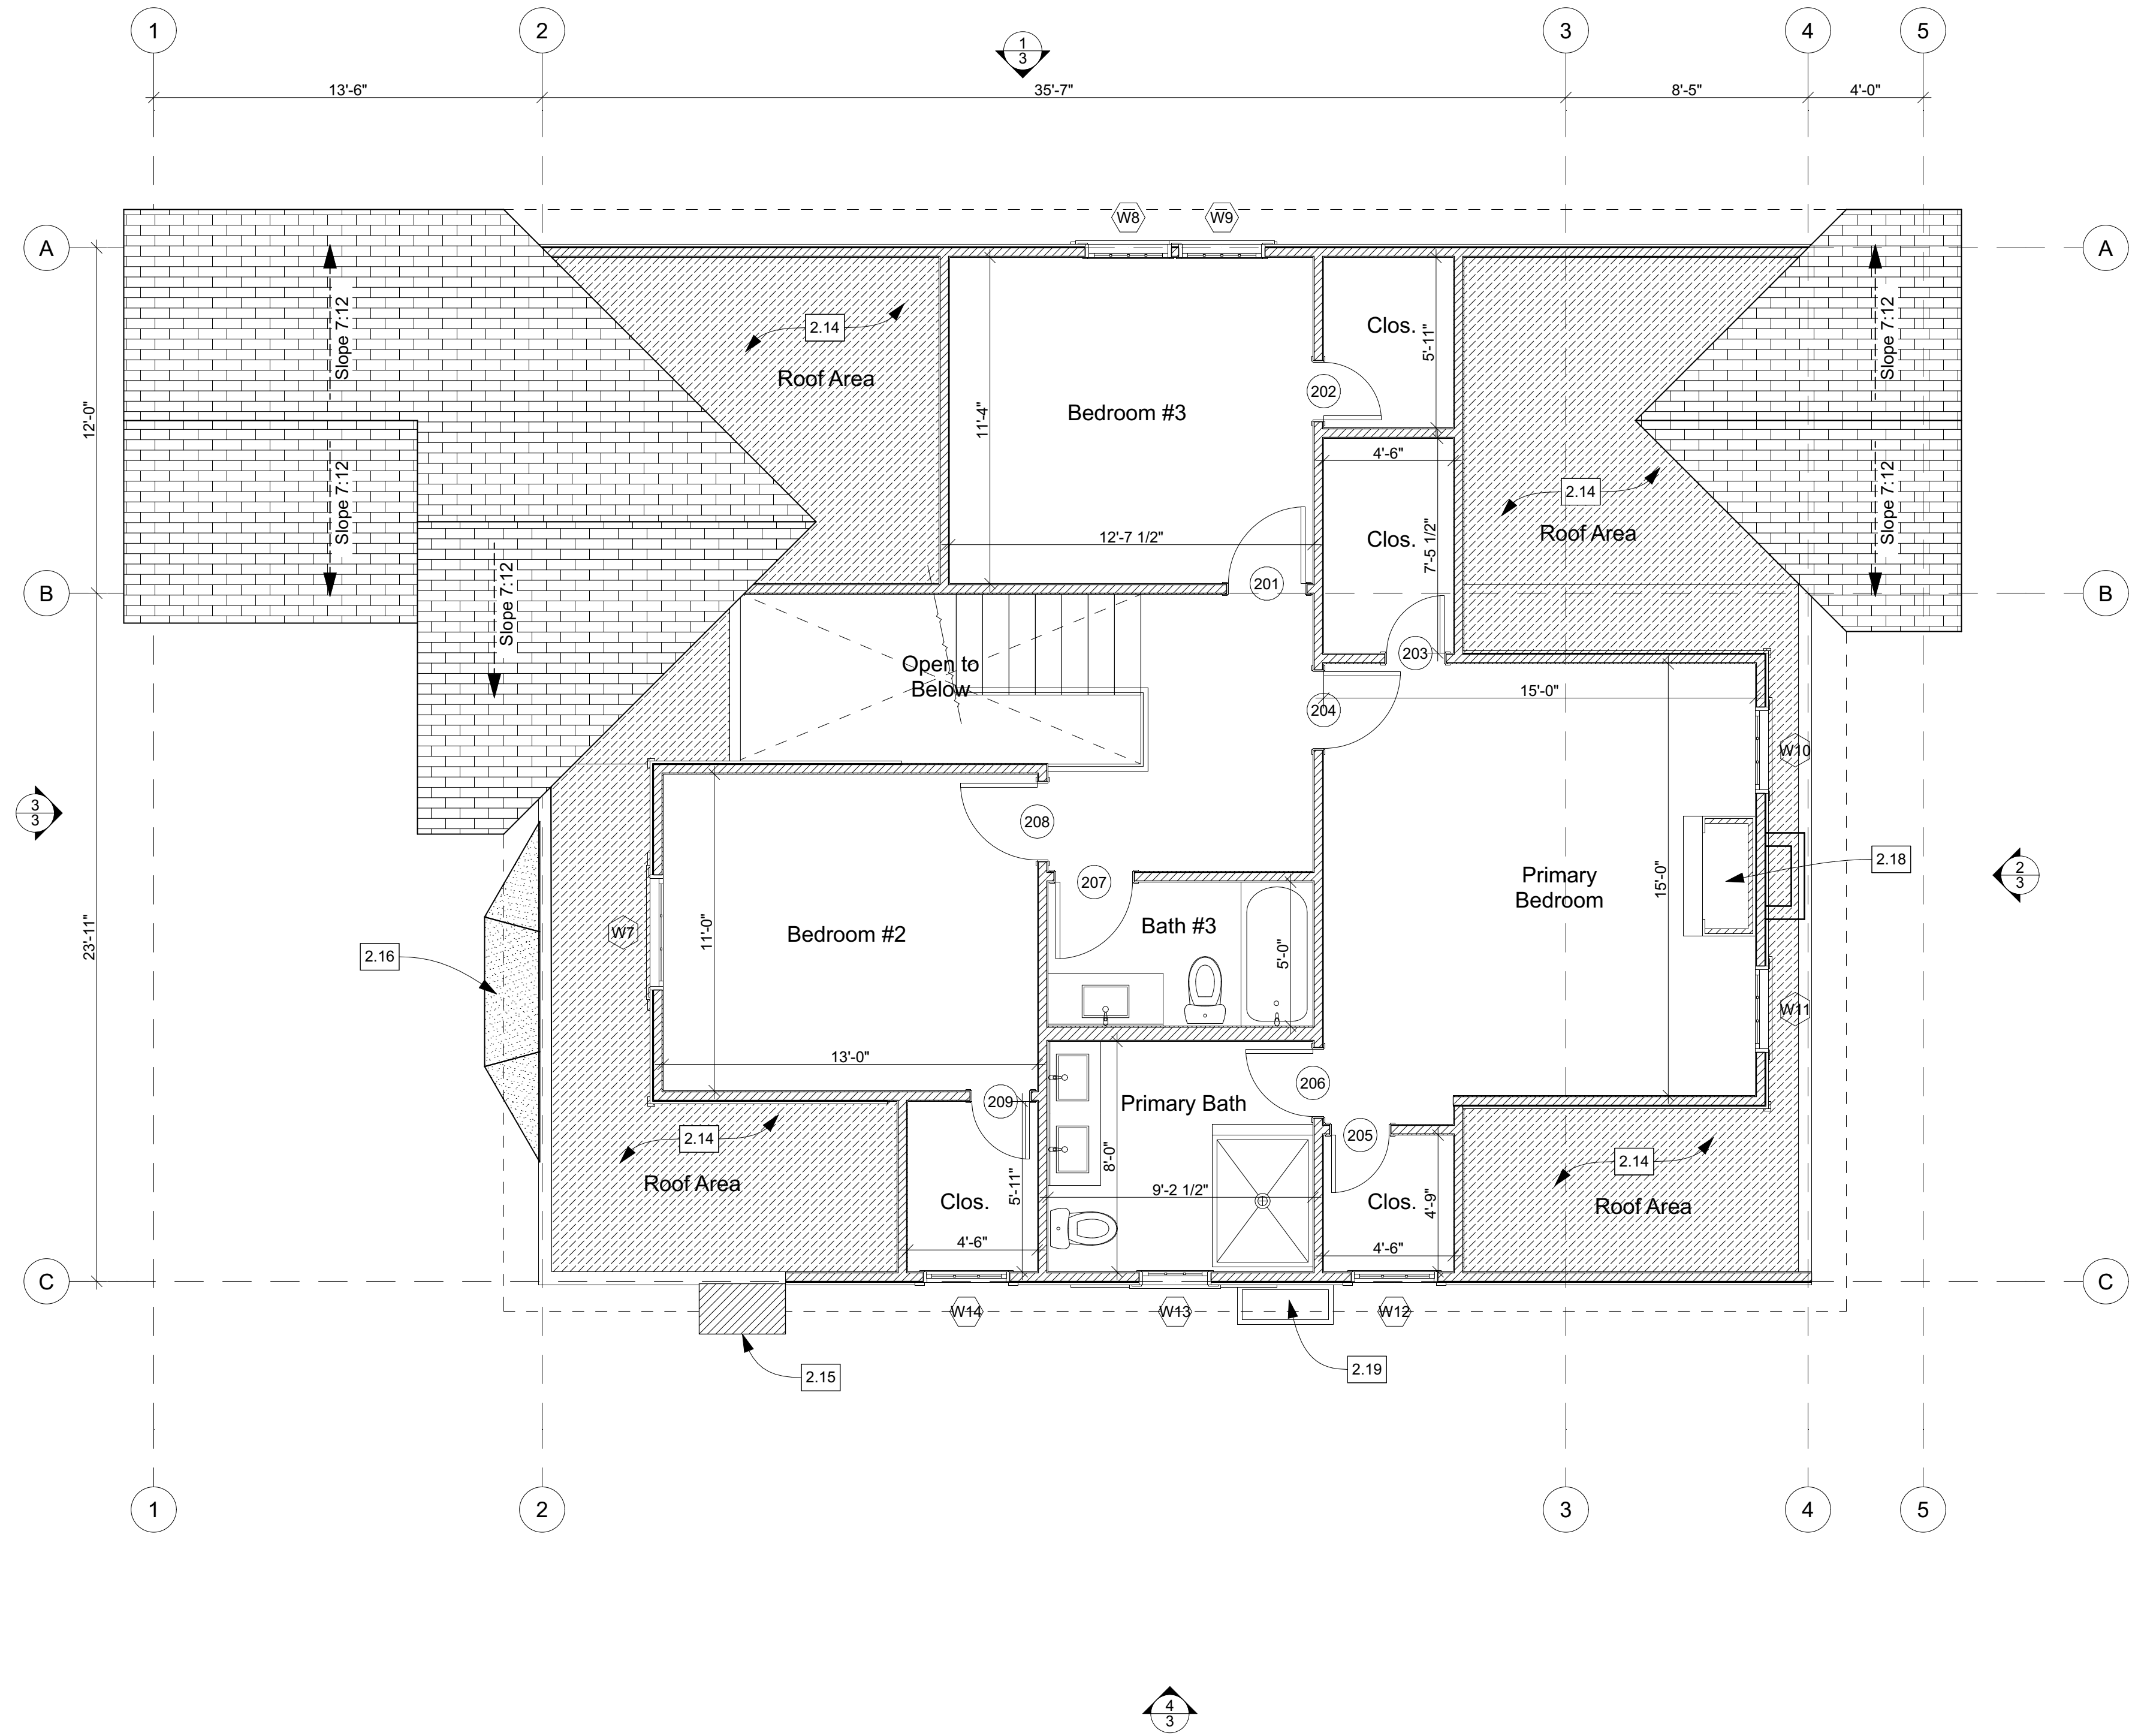 1
2
3
4
5
1
3
13'-6"
35'-7"
8'-5"
4'-0"
W8
W9
A
A
Slope 7:12
Slope 7:12
2.14
Roof Area
Bedroom #3
Clos.
5'-11"
202
11'-4"
12'-0"
4'-6"
2.14
Roof Area
Slope 7:12
Slope 7:12
12'-7 1/2"
Clos.
7'-5 1/2"
B
B
201
Slope 7:12
Open to
Below
203
204
15'-0"
W10
3
3
208
207
2.18
2
3
Primary
Bedroom
15'-0"
W7
11'-0"
Bedroom #2
Bath #3
5'-0"
23'-11"
2.16
W11
13'-0"
206
209
Primary Bath
205
2.14
Roof Area
8'-0"
5'-11"
Clos.
9'-2 1/2"
Clos.
4'-9"
2.14
Roof Area
4'-6"
4'-6"
C
C
W14
W13
W12
2.15
2.19
1
2
3
4
5
4
3